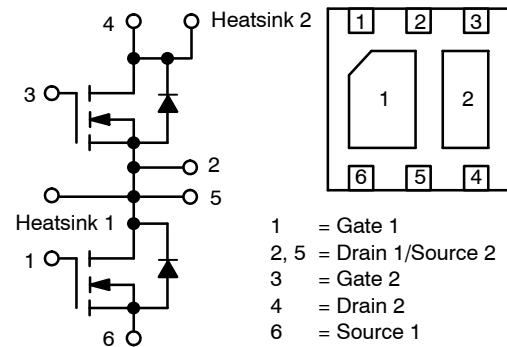 4
Heatsink 2
3
2
5
Heatsink 1
1
6
1 2 3
1 2
6 5 4
1 = Gate 1
2, 5 = Drain 1/Source 2
3 = Gate 2
4 = Drain 2
6 = Source 1